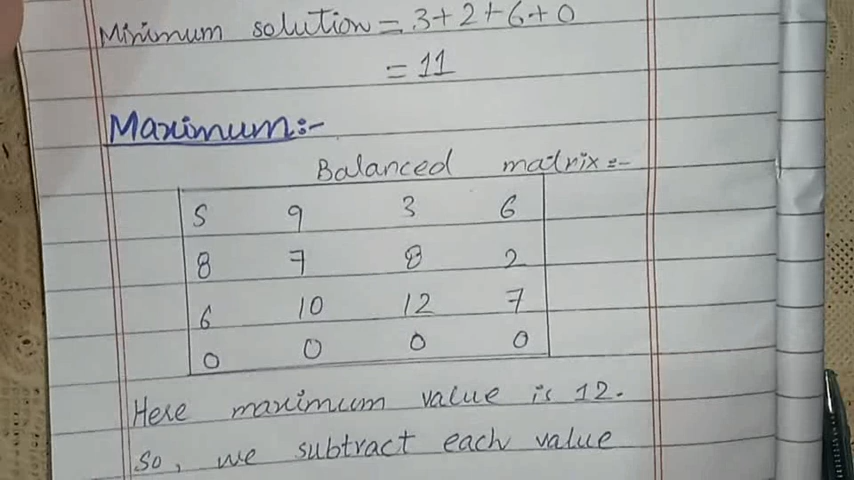 Minimum solution = 3+2+6+0
= 11
Maximum:-
Balanced matrix:-
5 9 3 6
8 7 8 2
6 10 12 7
0 0 0 0
Here maximum value is 12.
So, we subtract each value